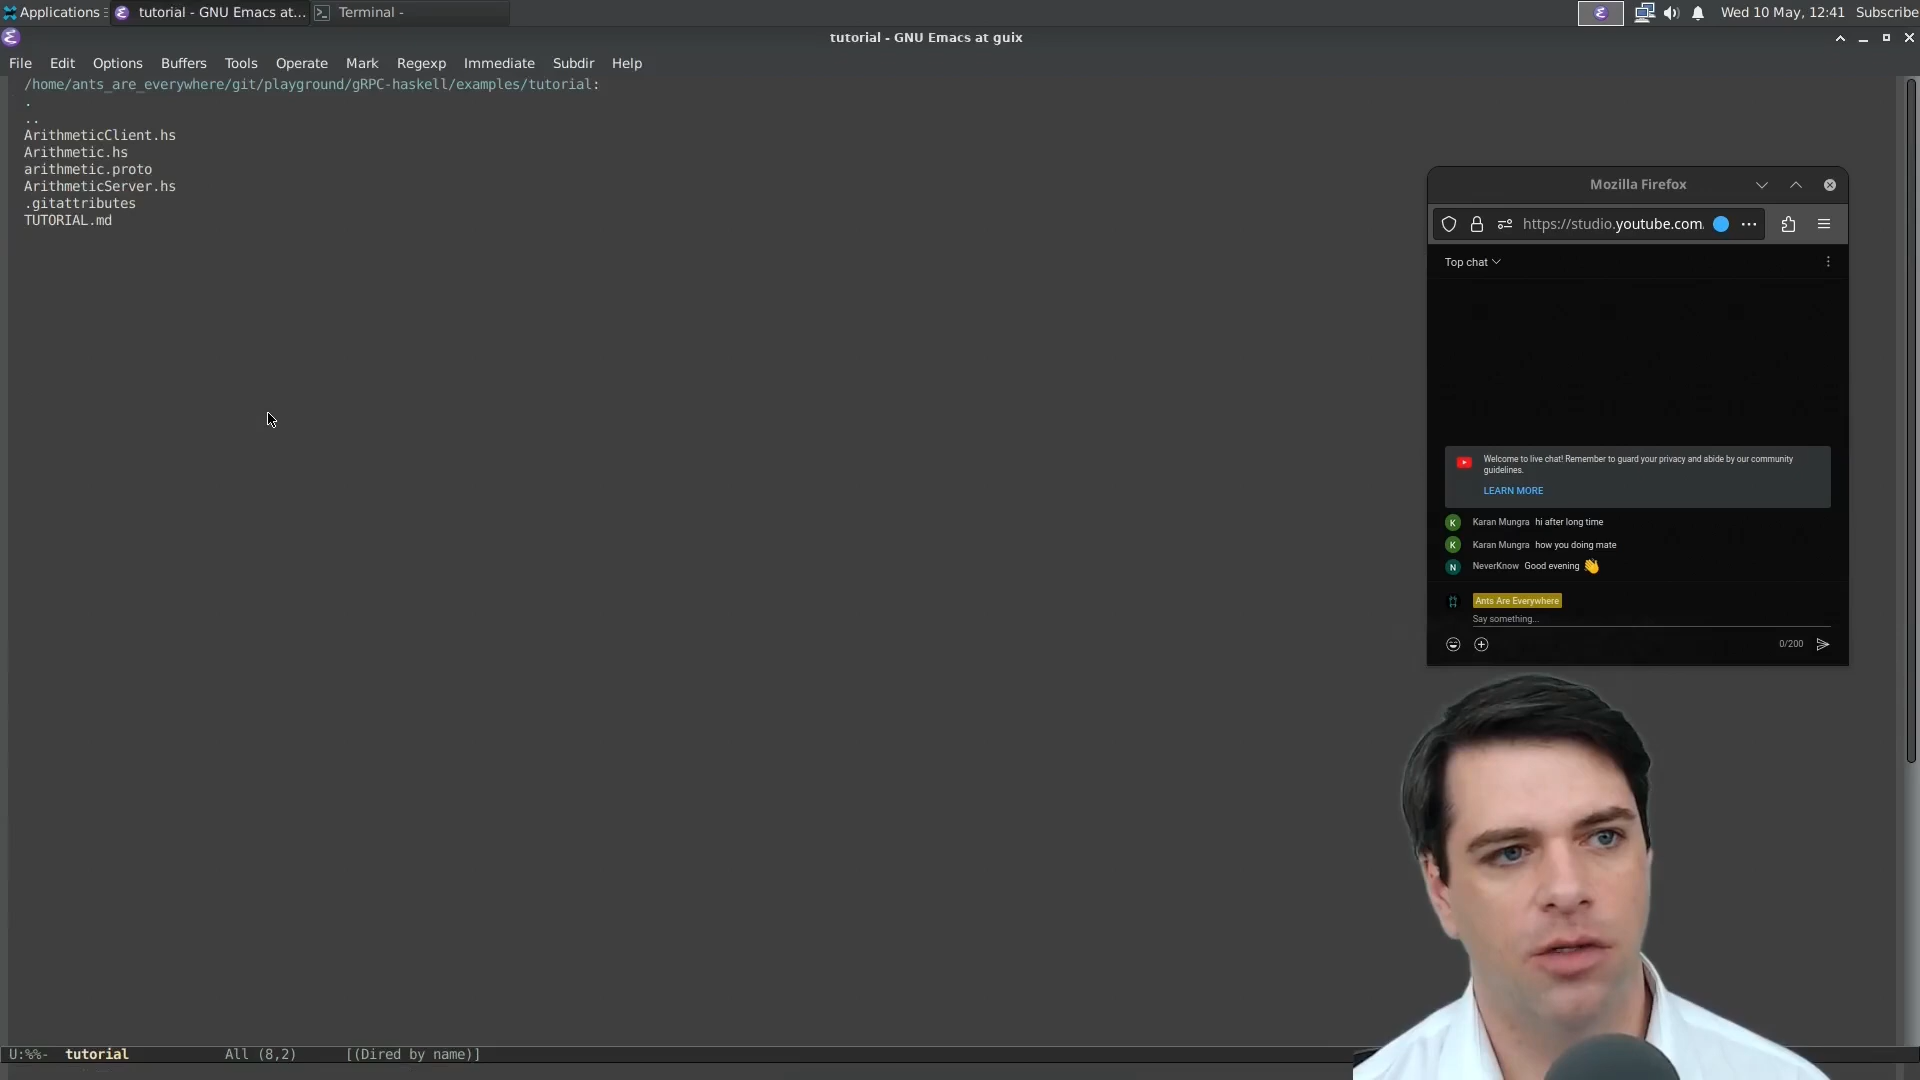 Applications
tutorial - GNU Emacs at...
Terminal -
Wed 10 May, 12:41
Subscribe
tutorial - GNU Emacs at guix
File Edit Options Buffers Tools Operate Mark Regexp Immediate Subdir Help
/home/ants_are_everywhere/git/playground/gRPC-haskell/examples/tutorial:
.
..
ArithmeticClient.hs
Arithmetic.hs
arithmetic.proto
ArithmeticServer.hs
.gitattributes
TUTORIAL.md
Mozilla Firefox
https://studio.youtube.com.
Top chat
Welcome to live chat! Remember to guard your privacy and abide by our community
guidelines.
LEARN MORE
K Karan Mungra hi after long time
K Karan Mungra how you doing mate
N NeverKnow Good evening 👋
Ants Are Everywhere
Say something...
0/200
U:%%- tutorial All (8,2) [(Dired by name)]